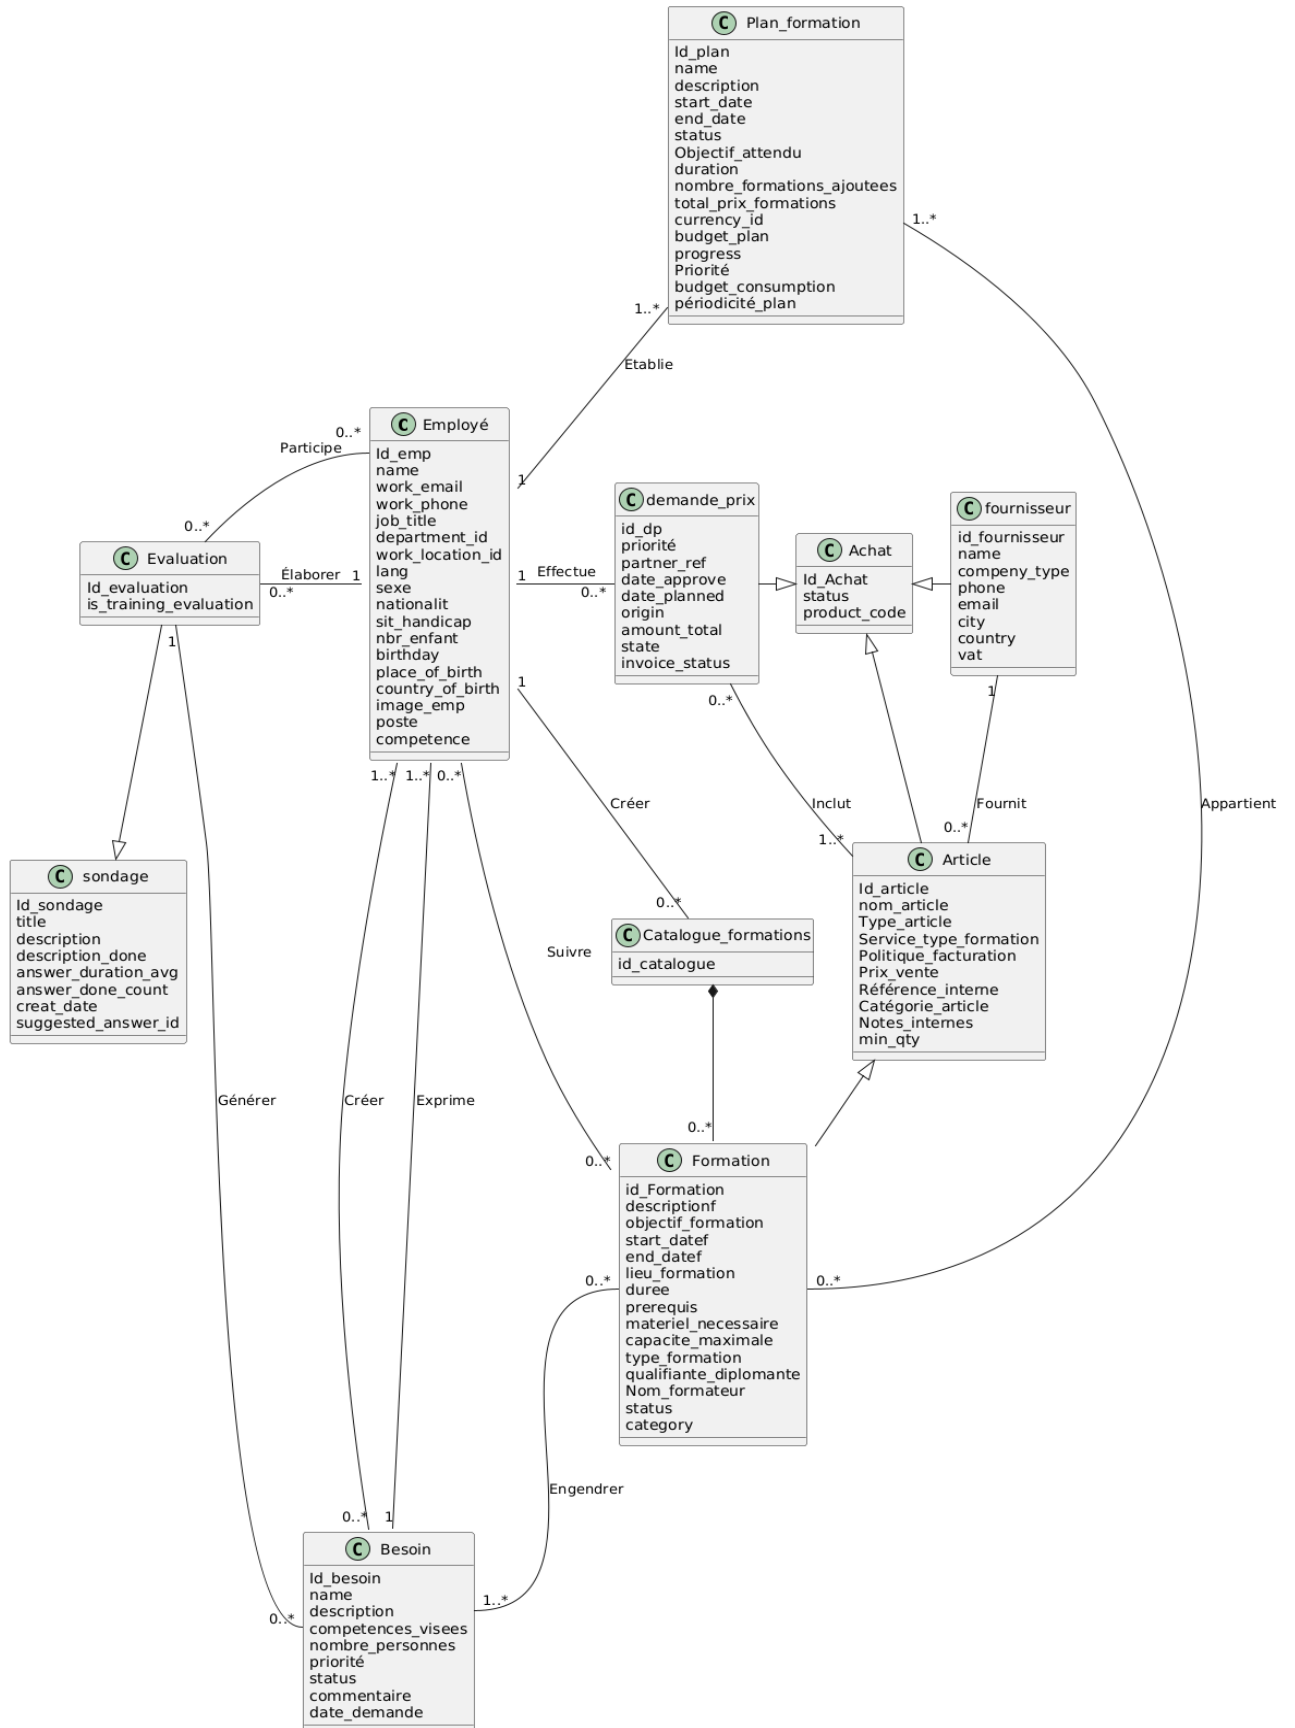 C Plan_formation
Id_plan
name
description
start_date
end_date
status
Objectif_attendu
duration
nombre_formations_ajoutees
total_prix_formations
currency_id
budget_plan
progress
Priorité
budget_consumption
périodicité_plan
1..*
1..*
Etablie
1
C Employé
Id_emp
name
work_email
work_phone
job_title
department_id
work_location_id
lang
sexe
nationalit
sit_handicap
nbr_enfant
birthday
place_of_birth
country_of_birth
image_emp
poste
competence
0..*
Participe
0..*
C Evaluation
Id_evaluation
is_training_evaluation
Élaborer
1
0..*
1
Effectue
0..*
C demande_prix
id_dp
priorité
partner_ref
date_approve
date_planned
origin
amount_total
state
invoice_status
C Achat
Id_Achat
status
product_code
C fournisseur
id_fournisseur
name
compeny_type
phone
email
city
country
vat
1
1
0..*
1
1..*
1..*
0..*
Créer
Inclut
Fournit
Appartient
0..*
1..*
0..*
C sondage
Id_sondage
title
description
description_done
answer_duration_avg
answer_done_count
creat_date
suggested_answer_id
Suivre
C Catalogue_formations
id_catalogue
C Article
Id_article
nom_article
Type_article
Service_type_formation
Politique_facturation
Prix_vente
Référence_interne
Catégorie_article
Notes_internes
min_qty
Générer
Créer
Exprime
0..*
0..*
C Formation
id_Formation
descriptionf
objectif_formation
start_datef
end_datef
lieu_formation
duree
prerequis
materiel_necessaire
capacite_maximale
type_formation
qualifiante_diplomante
Nom_formateur
status
category
0..*
0..*
Engendrer
0..*
1
1..*
0..*
C Besoin
Id_besoin
name
description
competences_visees
nombre_personnes
priorité
status
commentaire
date_demande